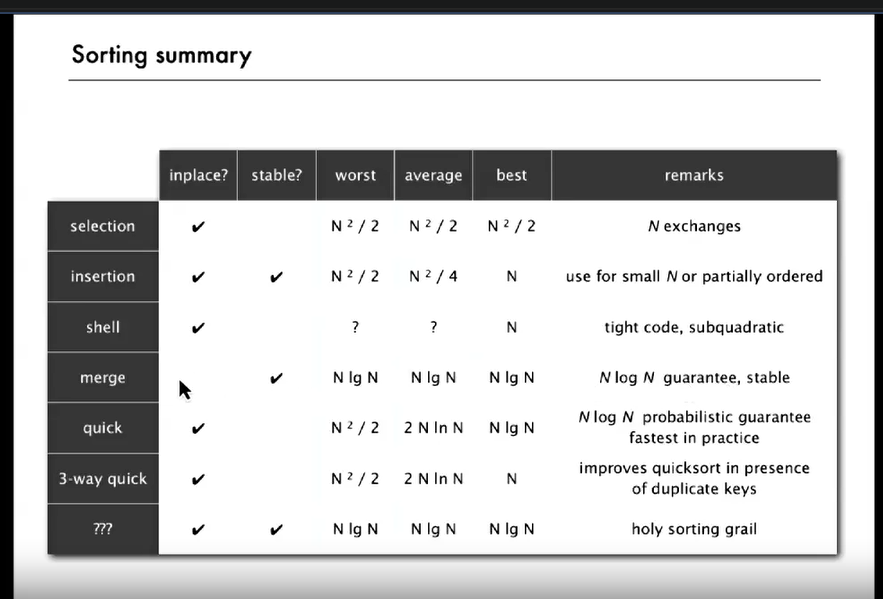 Sorting summary
inplace? stable? worst average best remarks
selection ✔ N ² / 2 N ² / 2 N ² / 2 N exchanges
insertion ✔ ✔ N ² / 2 N ² / 4 N use for small N or partially ordered
shell ✔ ? ? N tight code, subquadratic
merge ✔ N lg N N lg N N lg N N log N guarantee, stable
quick ✔ N ² / 2 2 N ln N N lg N N log N probabilistic guarantee
fastest in practice
3-way quick ✔ N ² / 2 2 N ln N N improves quicksort in presence
of duplicate keys
??? ✔ ✔ N lg N N lg N N lg N holy sorting grail